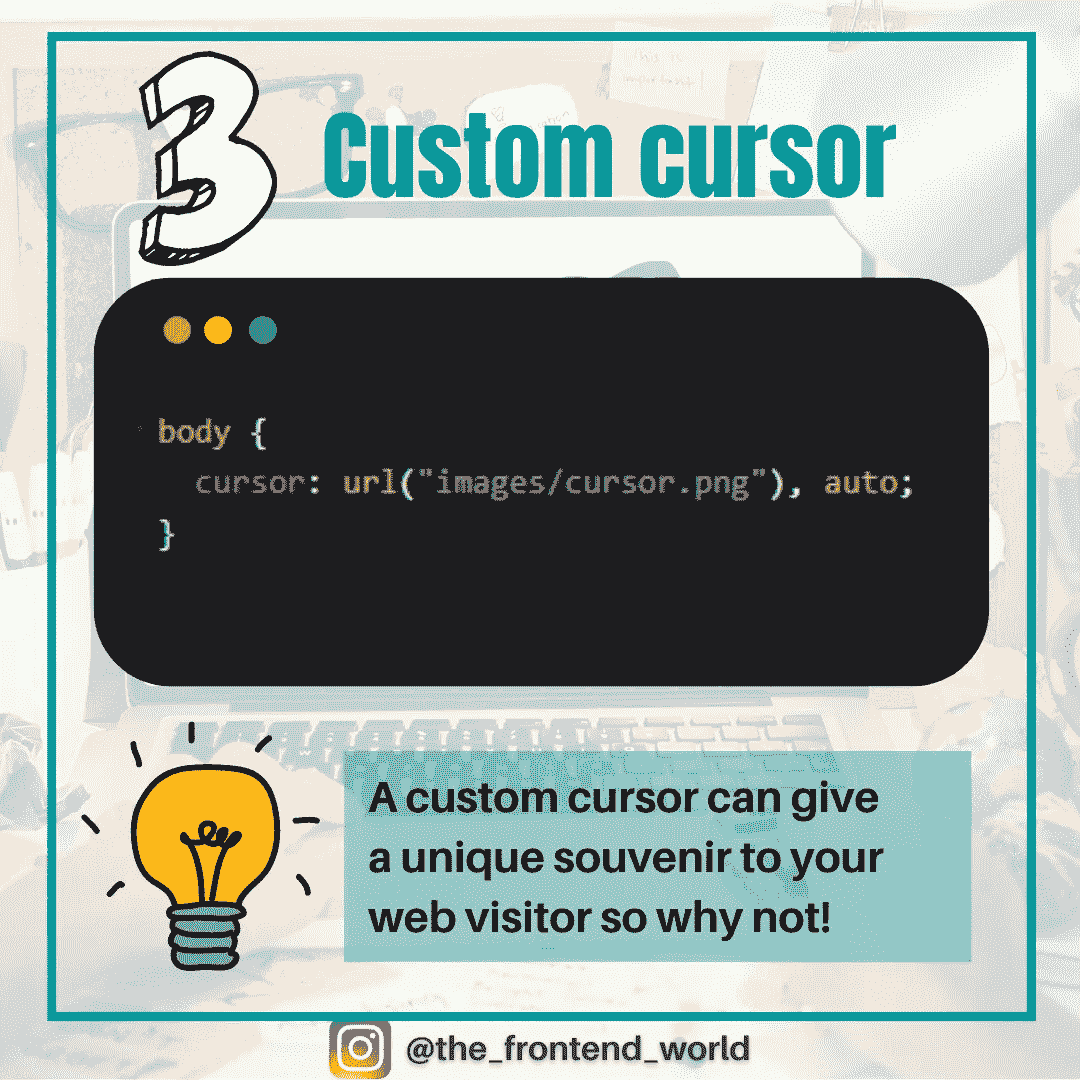 3
Custom cursor
body {
cursor: url("images/cursor.png"), auto;
}
A custom cursor can give
a unique souvenir to your
web visitor so why not!
@the_frontend_world